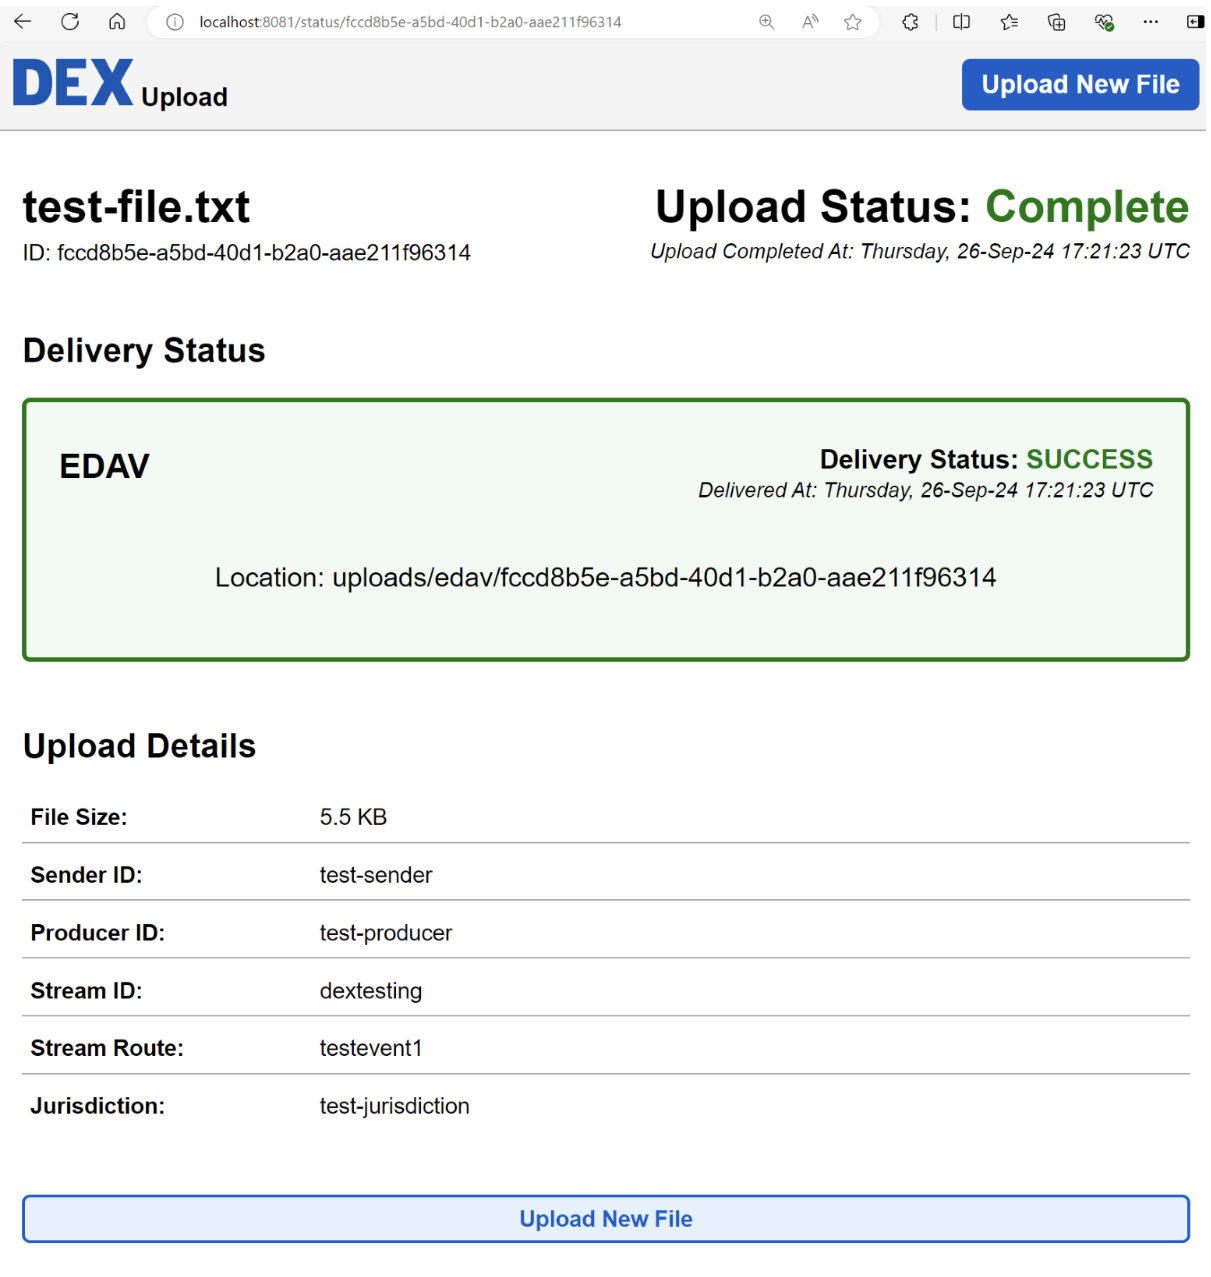 localhost:8081/status/fccd8b5e-a5bd-40d1-b2a0-aae211f96314
DEX Upload
Upload New File
test-file.txt
Upload Status: Complete
ID: fccd8b5e-a5bd-40d1-b2a0-aae211f96314
Upload Completed At: Thursday, 26-Sep-24 17:21:23 UTC
Delivery Status
EDAV
Delivery Status: SUCCESS
Delivered At: Thursday, 26-Sep-24 17:21:23 UTC
Location: uploads/edav/fccd8b5e-a5bd-40d1-b2a0-aae211f96314
Upload Details
File Size: 5.5 KB
Sender ID: test-sender
Producer ID: test-producer
Stream ID: dextesting
Stream Route: testevent1
Jurisdiction: test-jurisdiction
Upload New File